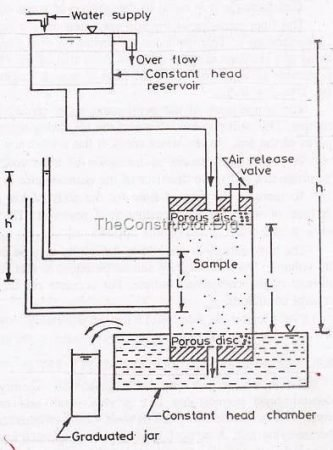 Water supply
Over flow
Constant head
reservoir
Air release
valve
h
Porous disc
TheConstructor.Org
h'
Sample
L'
L
Porous disc
Constant head chamber
Graduated jar